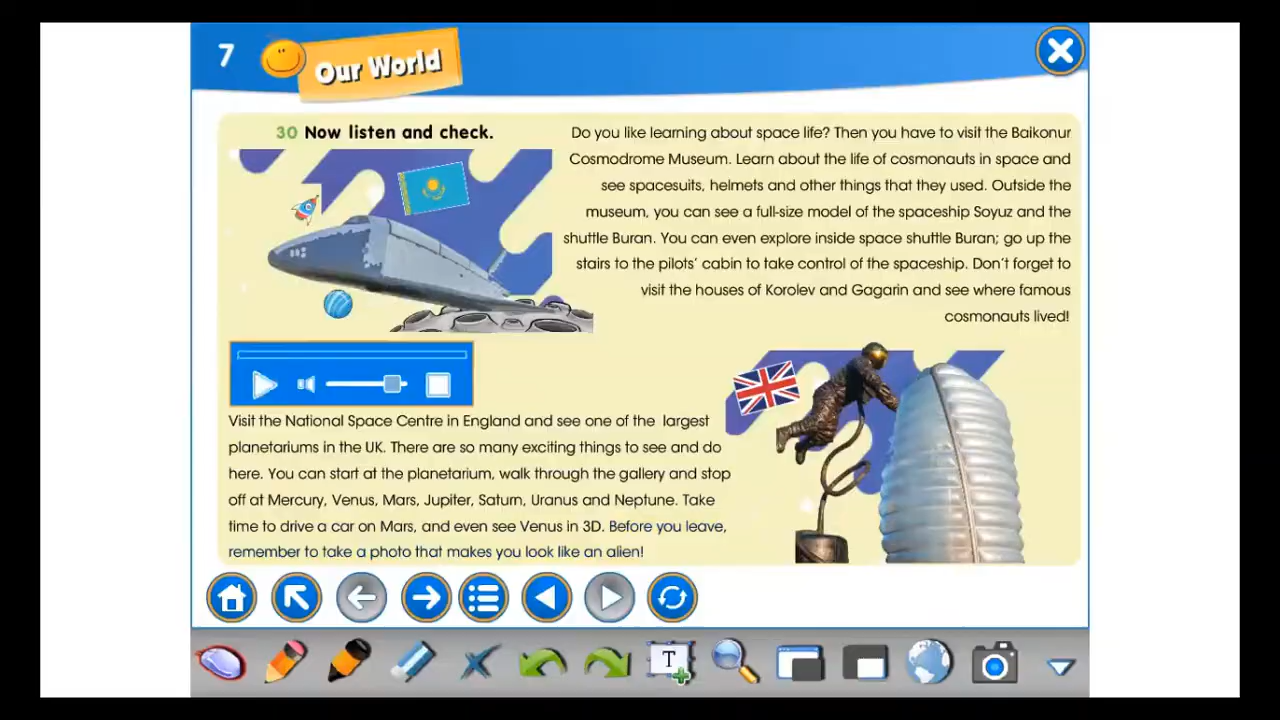 7
Our World
30 Now listen and check.
Do you like learning about space life? Then you have to visit the Baikonur
Cosmodrome Museum. Learn about the life of cosmonauts in space and
see spacesuits, helmets and other things that they used. Outside the
museum, you can see a full-size model of the spaceship Soyuz and the
shuttle Buran. You can even explore inside space shuttle Buran; go up the
stairs to the pilots' cabin to take control of the spaceship. Don't forget to
visit the houses of Korolev and Gagarin and see where famous
cosmonauts lived!
Visit the National Space Centre in England and see one of the largest
planetariums in the UK. There are so many exciting things to see and do
here. You can start at the planetarium, walk through the gallery and stop
off at Mercury, Venus, Mars, Jupiter, Saturn, Uranus and Neptune. Take
time to drive a car on Mars, and even see Venus in 3D. Before you leave,
remember to take a photo that makes you look like an alien!
T